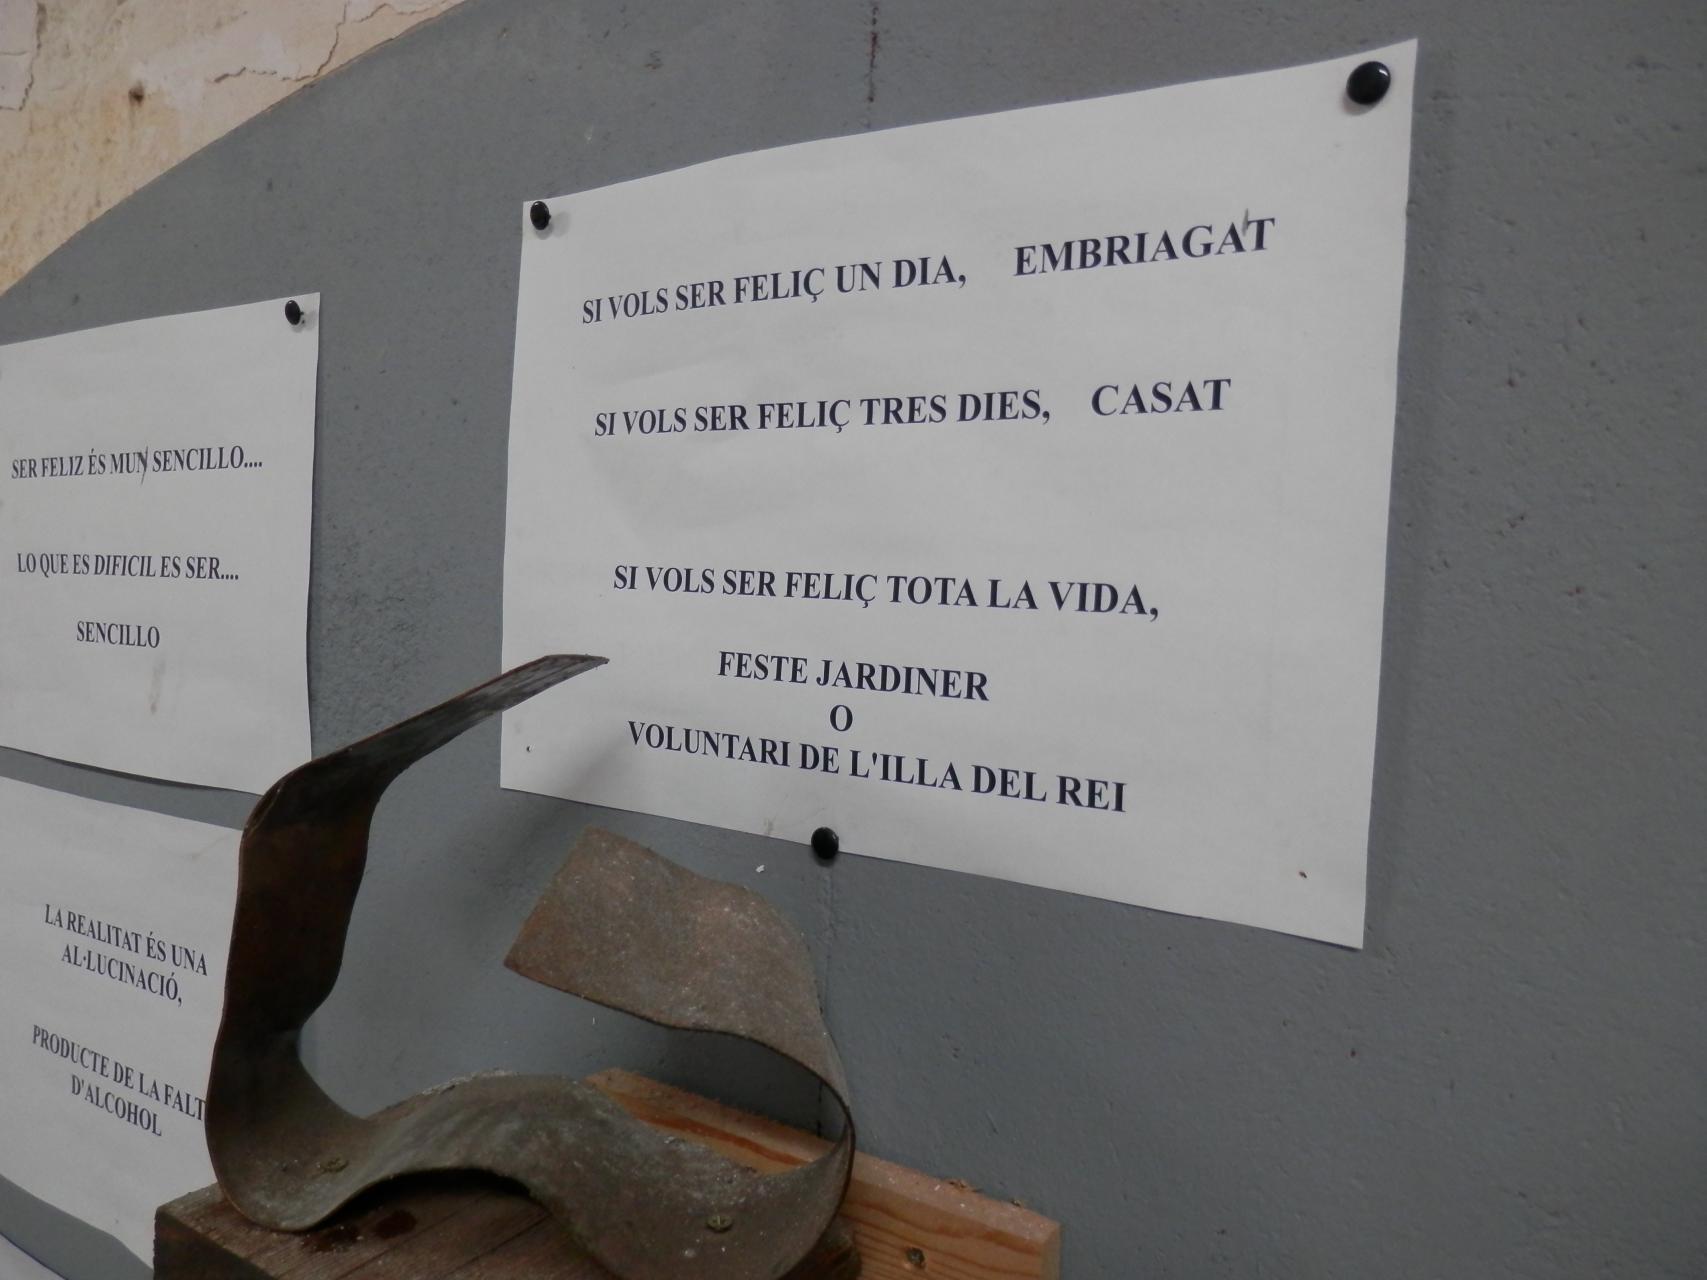 SER FELIZ ÉS MUN SENCILLO....
LO QUE ES DIFICIL ES SER....
SENCILLO
LA REALITAT ÉS UNA
AL·LUCINACIÓ,
PRODUCTE DE LA FALT
D'ALCOHOL
SI VOLS SER FELIÇ UN DIA, EMBRIAGAT
SI VOLS SER FELIÇ TRES DIES, CASAT
SI VOLS SER FELIÇ TOTA LA VIDA,
FESTE JARDINER
O
VOLUNTARI DE L'ILLA DEL REI